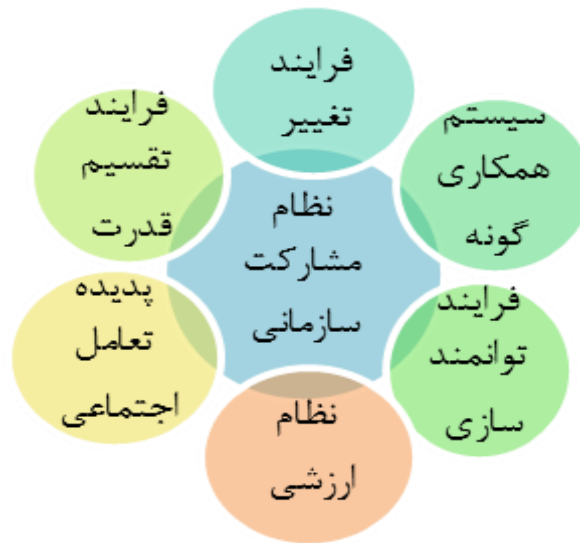 فرایند
تغییر
سیستم
همکاری
گونه
فرایند
توانمند
سازی
نظام
ارزشی
پدیده
تعامل
اجتماعی
فرایند
تقسیم
قدرت
نظام
مشارکت
سازمانی